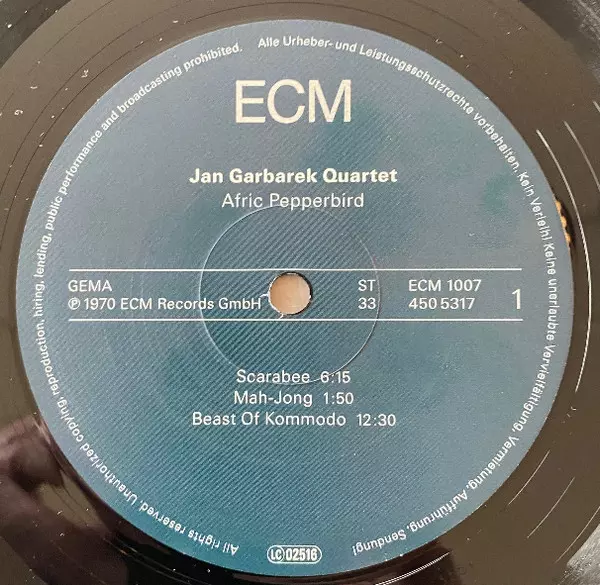 ECM
Jan Garbarek Quartet
Afric Pepperbird
GEMA
℗ 1970 ECM Records GmbH
ST
33
ECM 1007
450 5317
1
Scarabee 6:15
Mah-Jong 1:50
Beast Of Kommodo 12:30
LC 02516
All rights reserved. Unauthorized copying, reproduction, hiring, lending, public performance and broadcasting prohibited.
Alle Urheber- und Leistungsschutzrechte vorbehalten. Kein Verleih! Keine unerlaubte Vervielfältigung, Vermietung, Aufführung, Sendung!